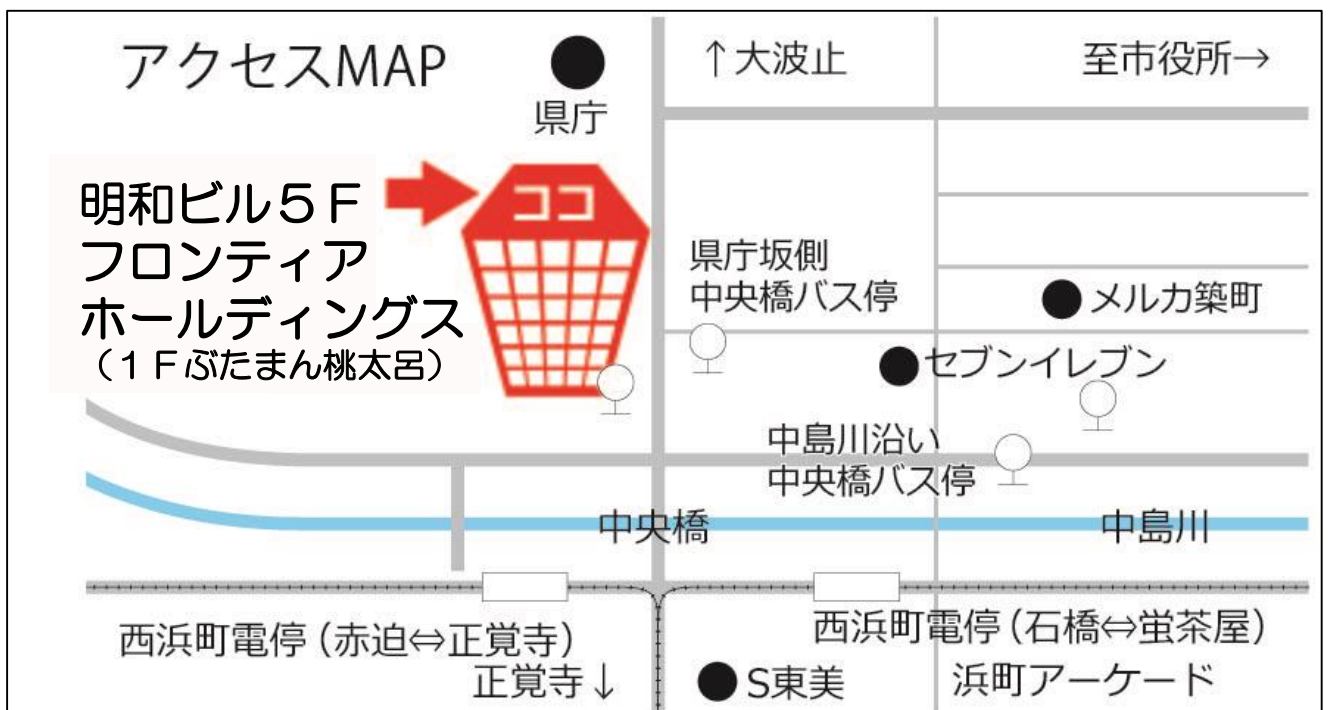 アクセスMAP
県庁
↑大波止
至市役所→
明和ビル5F
フロンティア
ホールディングス
(1Fぶたまん桃太呂)
ココ
県庁坂側
中央橋バス停
メルカ築町
セブンイレブン
中島川沿い
中央橋バス停
中央橋
中島川
西浜町電停(赤迫⇔正覚寺)
西浜町電停(石橋⇔蛍茶屋)
正覚寺↓
S東美
浜町アーケード